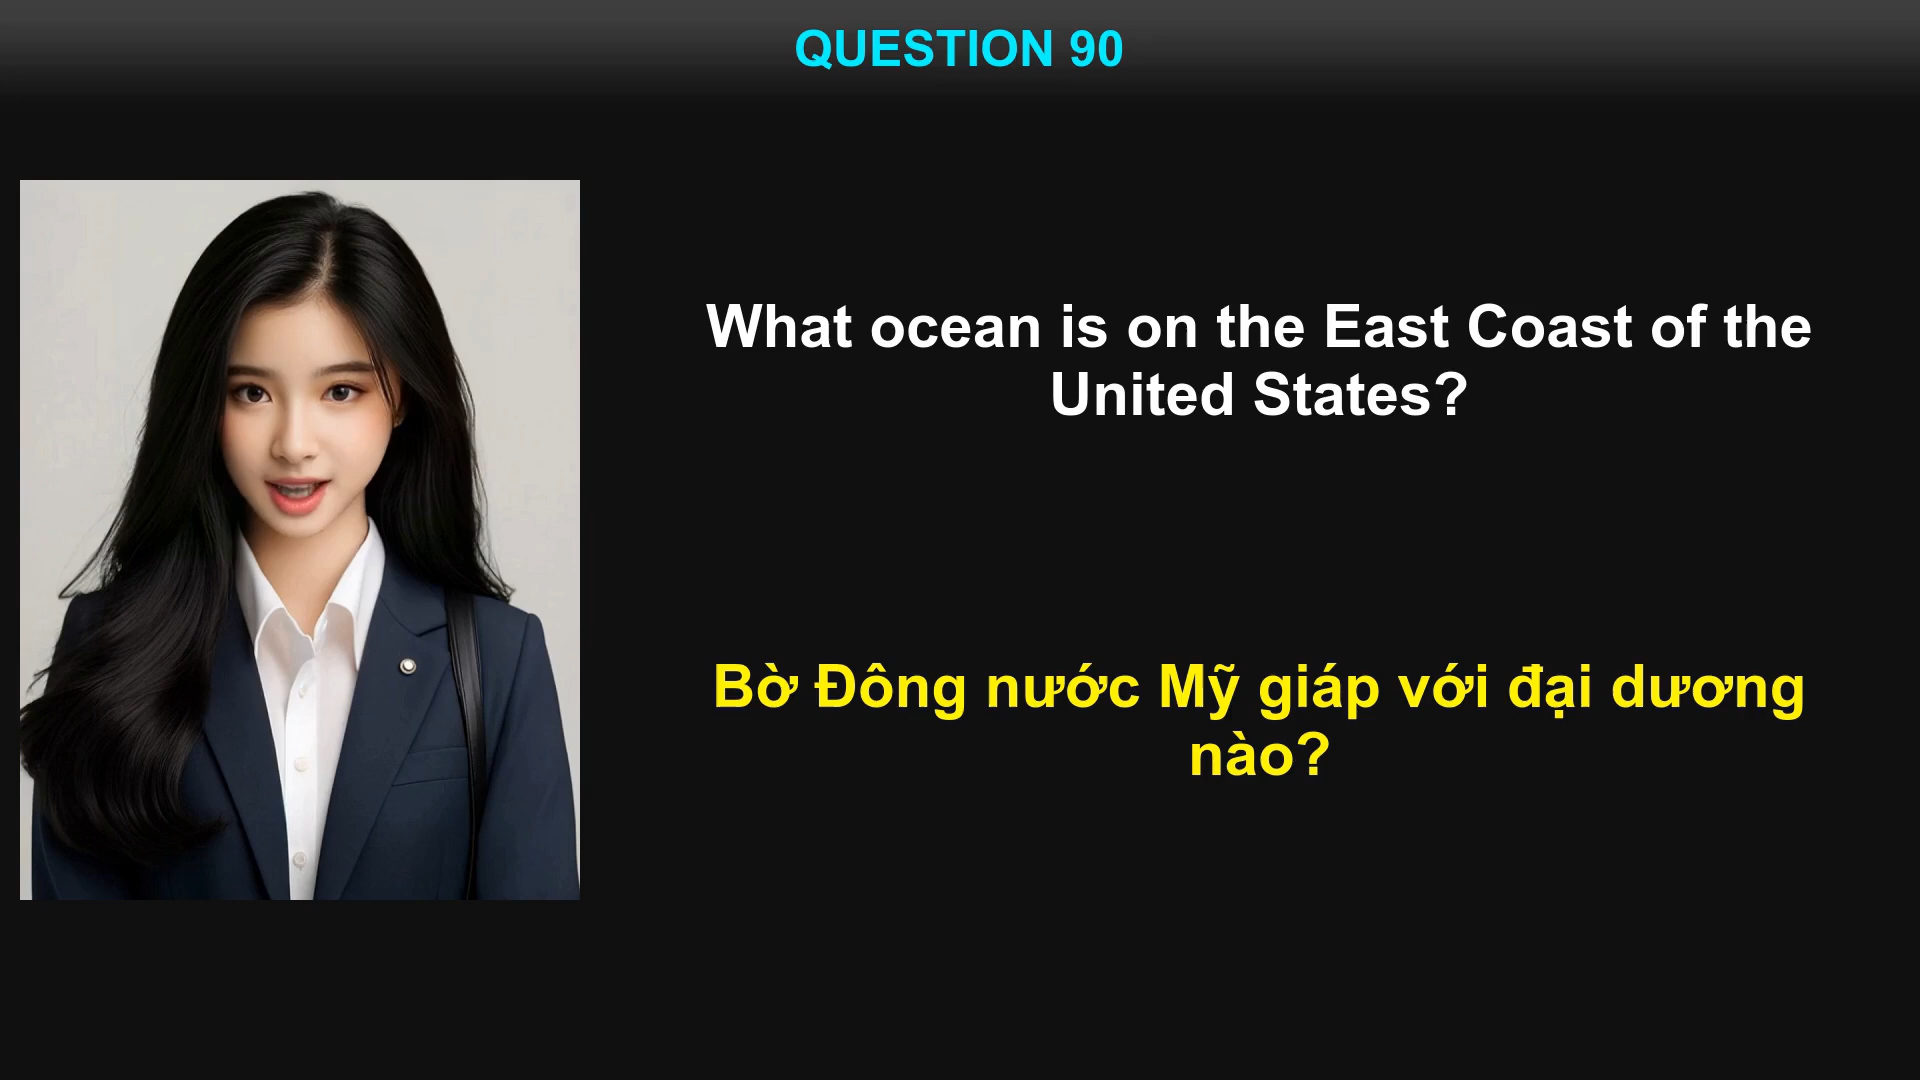 QUESTION 90
What ocean is on the East Coast of the
United States?
Bờ Đông nước Mỹ giáp với đại dương
nào?